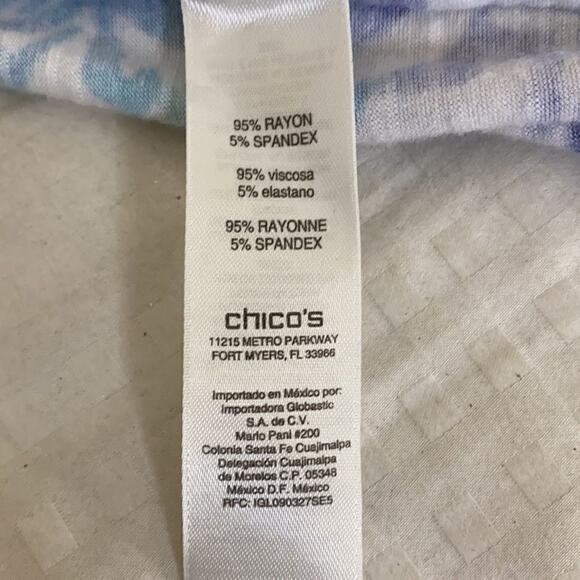 95% RAYON
5% SPANDEX
95% viscosa
5% elastano
95% RAYONNE
5% SPANDEX
chico's
11215 METRO PARKWAY
FORT MYERS, FL 33966
Importado en México por:
Importadora Globastic
S.A. de C.V.
Mario Pani #200
Colonia Santa Fe Cuajimalpa
Delegación Cuajimalpa
de Morelos C.P. 05348
México D.F. México
RFC: IGL090327SE5